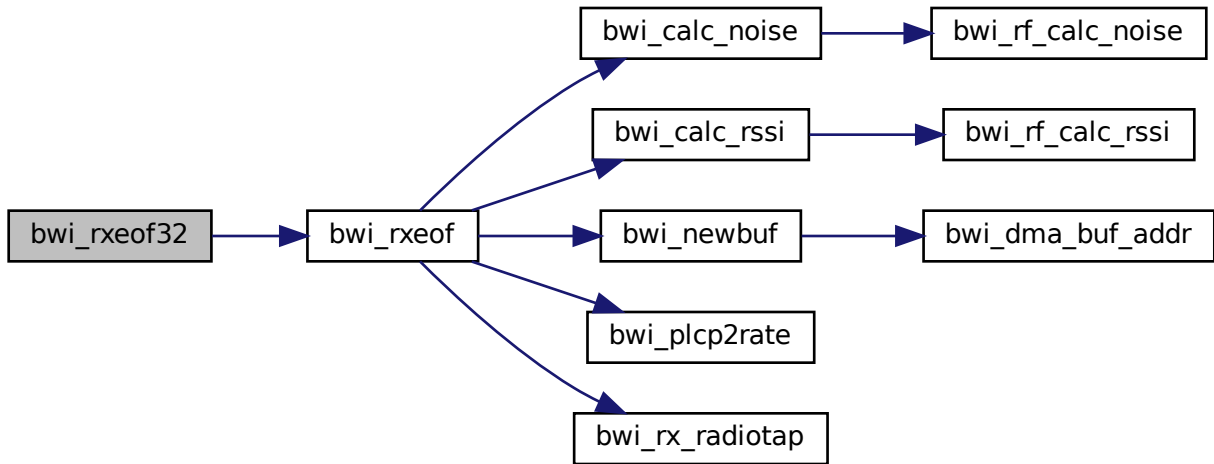 bwi_calc_noise
bwi_rf_calc_noise
bwi_calc_rssi
bwi_rf_calc_rssi
bwi_rxeof32
bwi_rxeof
bwi_newbuf
bwi_dma_buf_addr
bwi_plcp2rate
bwi_rx_radiotap